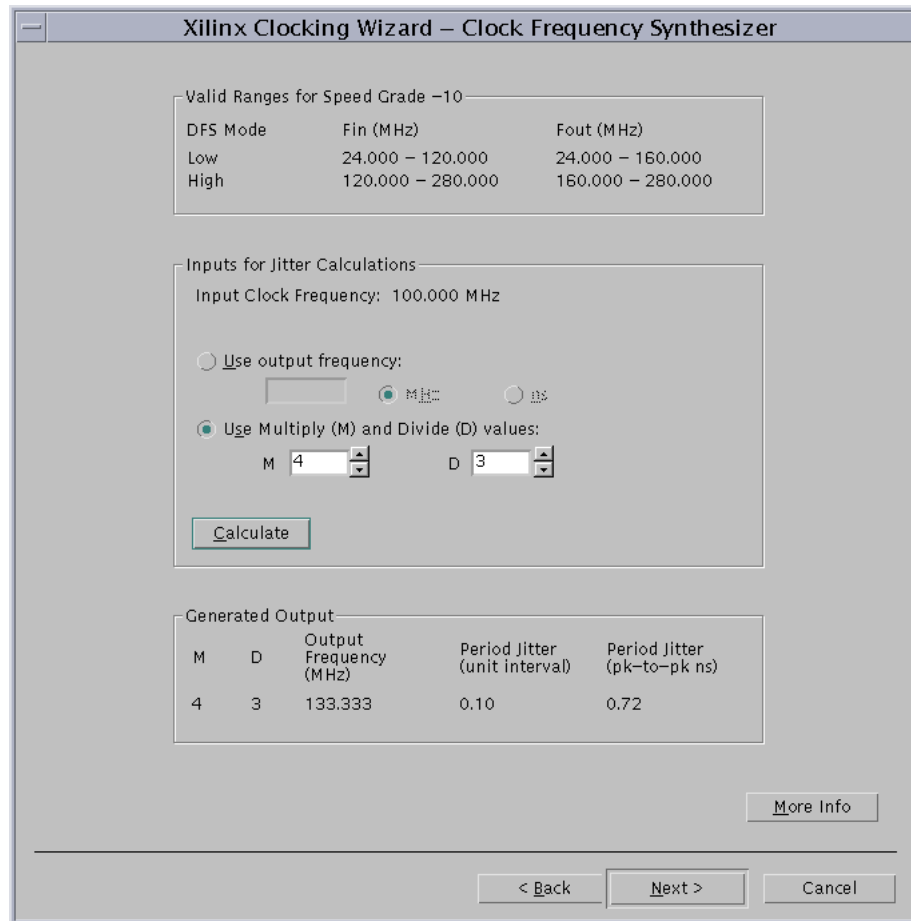 Xilinx Clocking Wizard – Clock Frequency Synthesizer
Valid Ranges for Speed Grade –10
DFS Mode Fin (MHz) Fout (MHz)
Low 24.000 – 120.000 24.000 – 160.000
High 120.000 – 280.000 160.000 – 280.000
Inputs for Jitter Calculations
Input Clock Frequency: 100.000 MHz
Use output frequency:
MHz ns
Use Multiply (M) and Divide (D) values:
M 4 D 3
Calculate
Generated Output
M D Output Frequency (MHz) Period Jitter (unit interval) Period Jitter (pk–to–pk ns)
4 3 133.333 0.10 0.72
More Info
< Back Next > Cancel